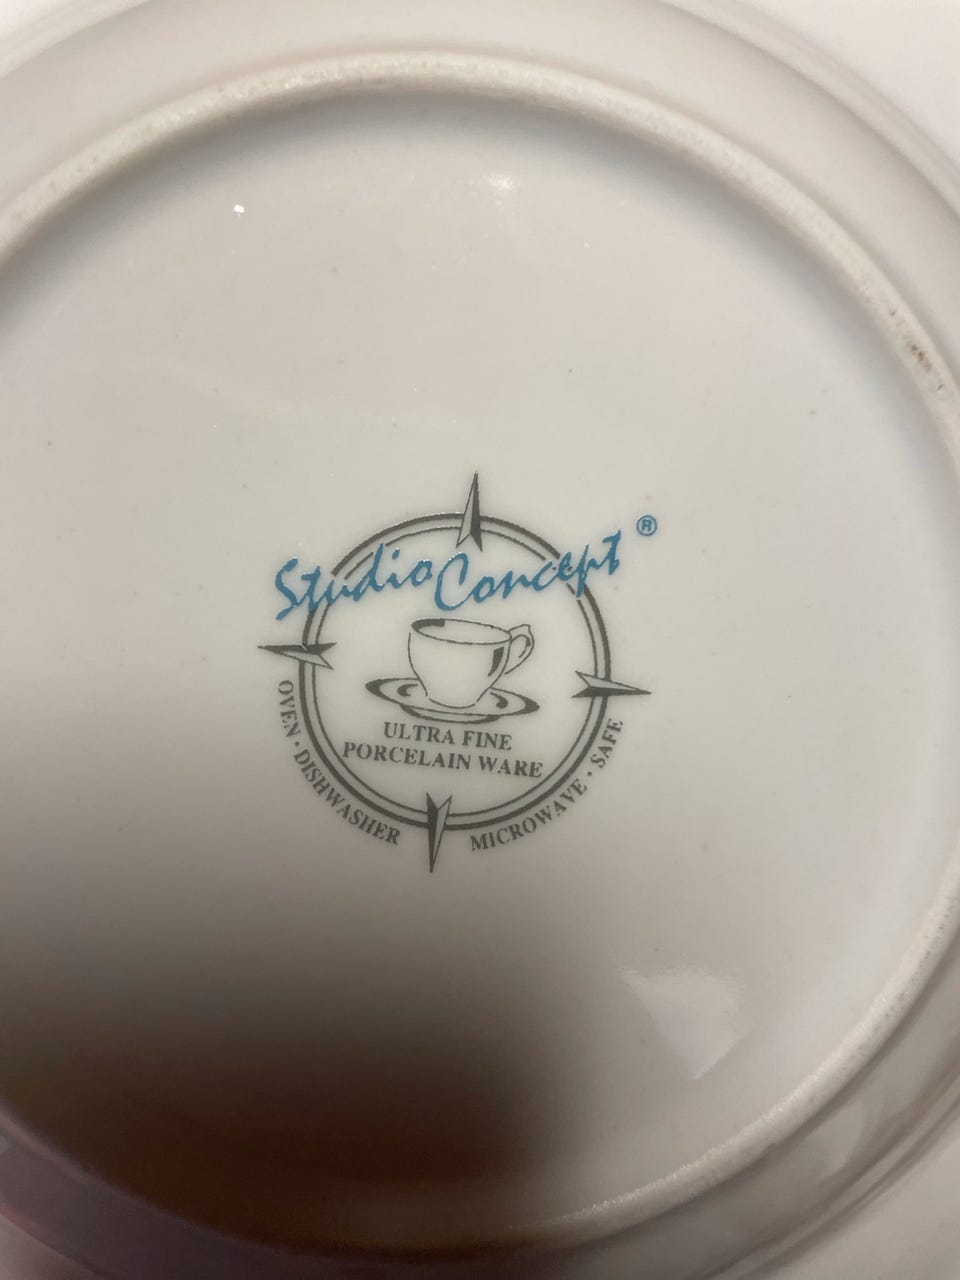 Studio Concept ®
ULTRA FINE
PORCELAIN WARE
OVEN · DISHWASHER MICROWAVE · SAFE